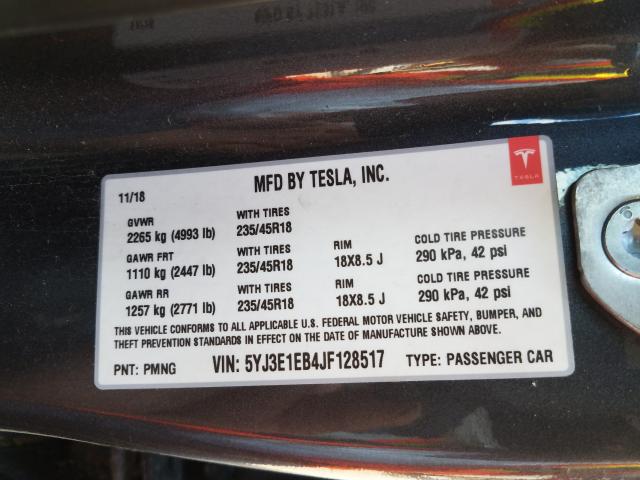 MFD BY TESLA, INC.
TESLA
11/18
GVWR WITH TIRES
2265 kg (4993 lb) 235/45R18
GAWR FRT WITH TIRES RIM COLD TIRE PRESSURE
1110 kg (2447 lb) 235/45R18 18X8.5 J 290 kPa, 42 psi
GAWR RR WITH TIRES RIM COLD TIRE PRESSURE
1257 kg (2771 lb) 235/45R18 18X8.5 J 290 kPa, 42 psi
THIS VEHICLE CONFORMS TO ALL APPLICABLE U.S. FEDERAL MOTOR VEHICLE SAFETY, BUMPER, AND
THEFT PREVENTION STANDARDS IN EFFECT ON THE DATE OF MANUFACTURE SHOWN ABOVE.
PNT: PMNG VIN: 5YJ3E1EB4JF128517 TYPE: PASSENGER CAR